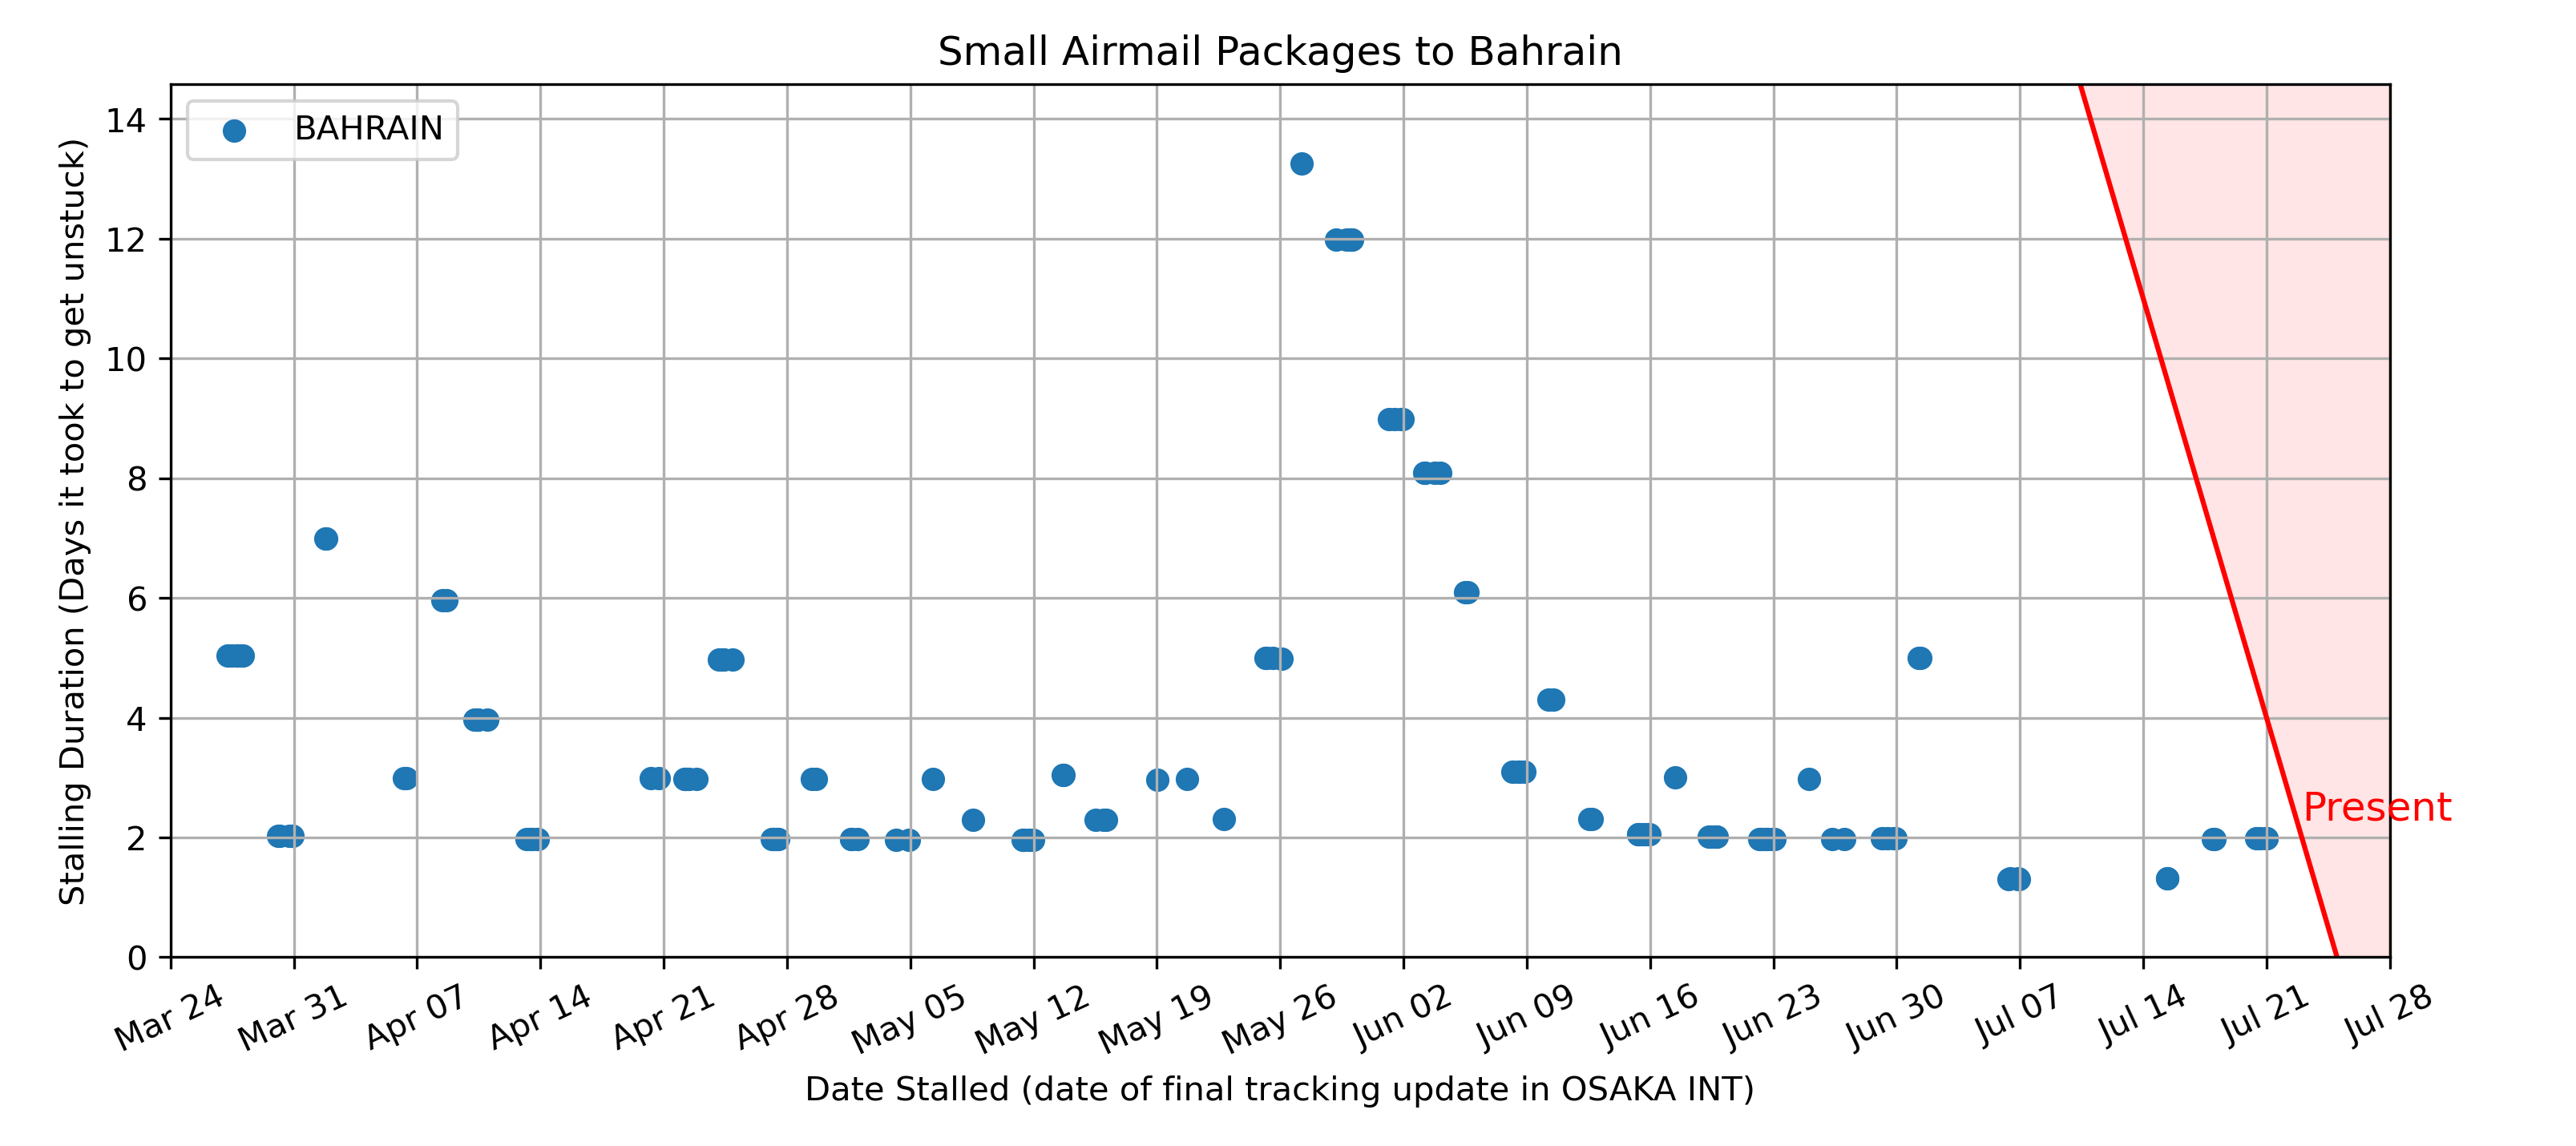 Small Airmail Packages to Bahrain
BAHRAIN
Stalling Duration (Days it took to get unstuck)
14
12
10
8
6
4
2
0
Present
Mar 24
Mar 31
Apr 07
Apr 14
Apr 21
Apr 28
May 05
May 12
May 19
May 26
Jun 02
Jun 09
Jun 16
Jun 23
Jun 30
Jul 07
Jul 14
Jul 21
Jul 28
Date Stalled (date of final tracking update in OSAKA INT)